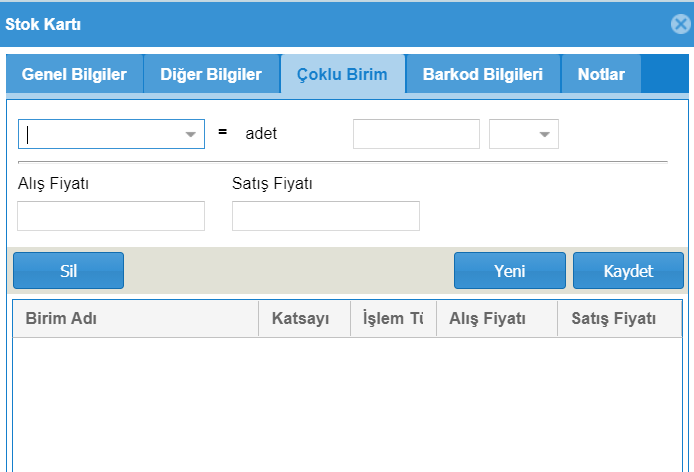 Stok Kartı
Genel Bilgiler Diğer Bilgiler Çoklu Birim Barkod Bilgileri Notlar
= adet
Alış Fiyatı Satış Fiyatı
Sil Yeni Kaydet
Birim Adı Katsayı İşlem Tü Alış Fiyatı Satış Fiyatı